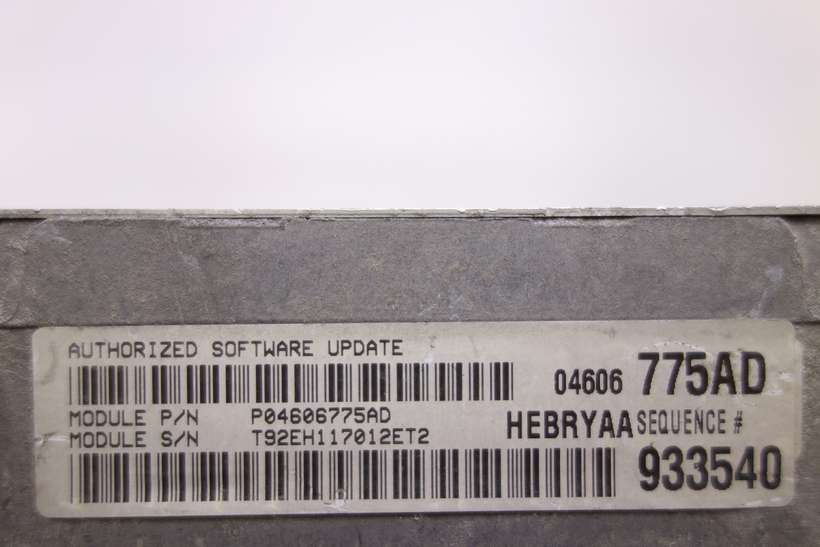 AUTHORIZED SOFTWARE UPDATE
04606 775AD
MODULE P/N P04606775AD
MODULE S/N T92EH117012ET2
HEBRYAA SEQUENCE #
933540